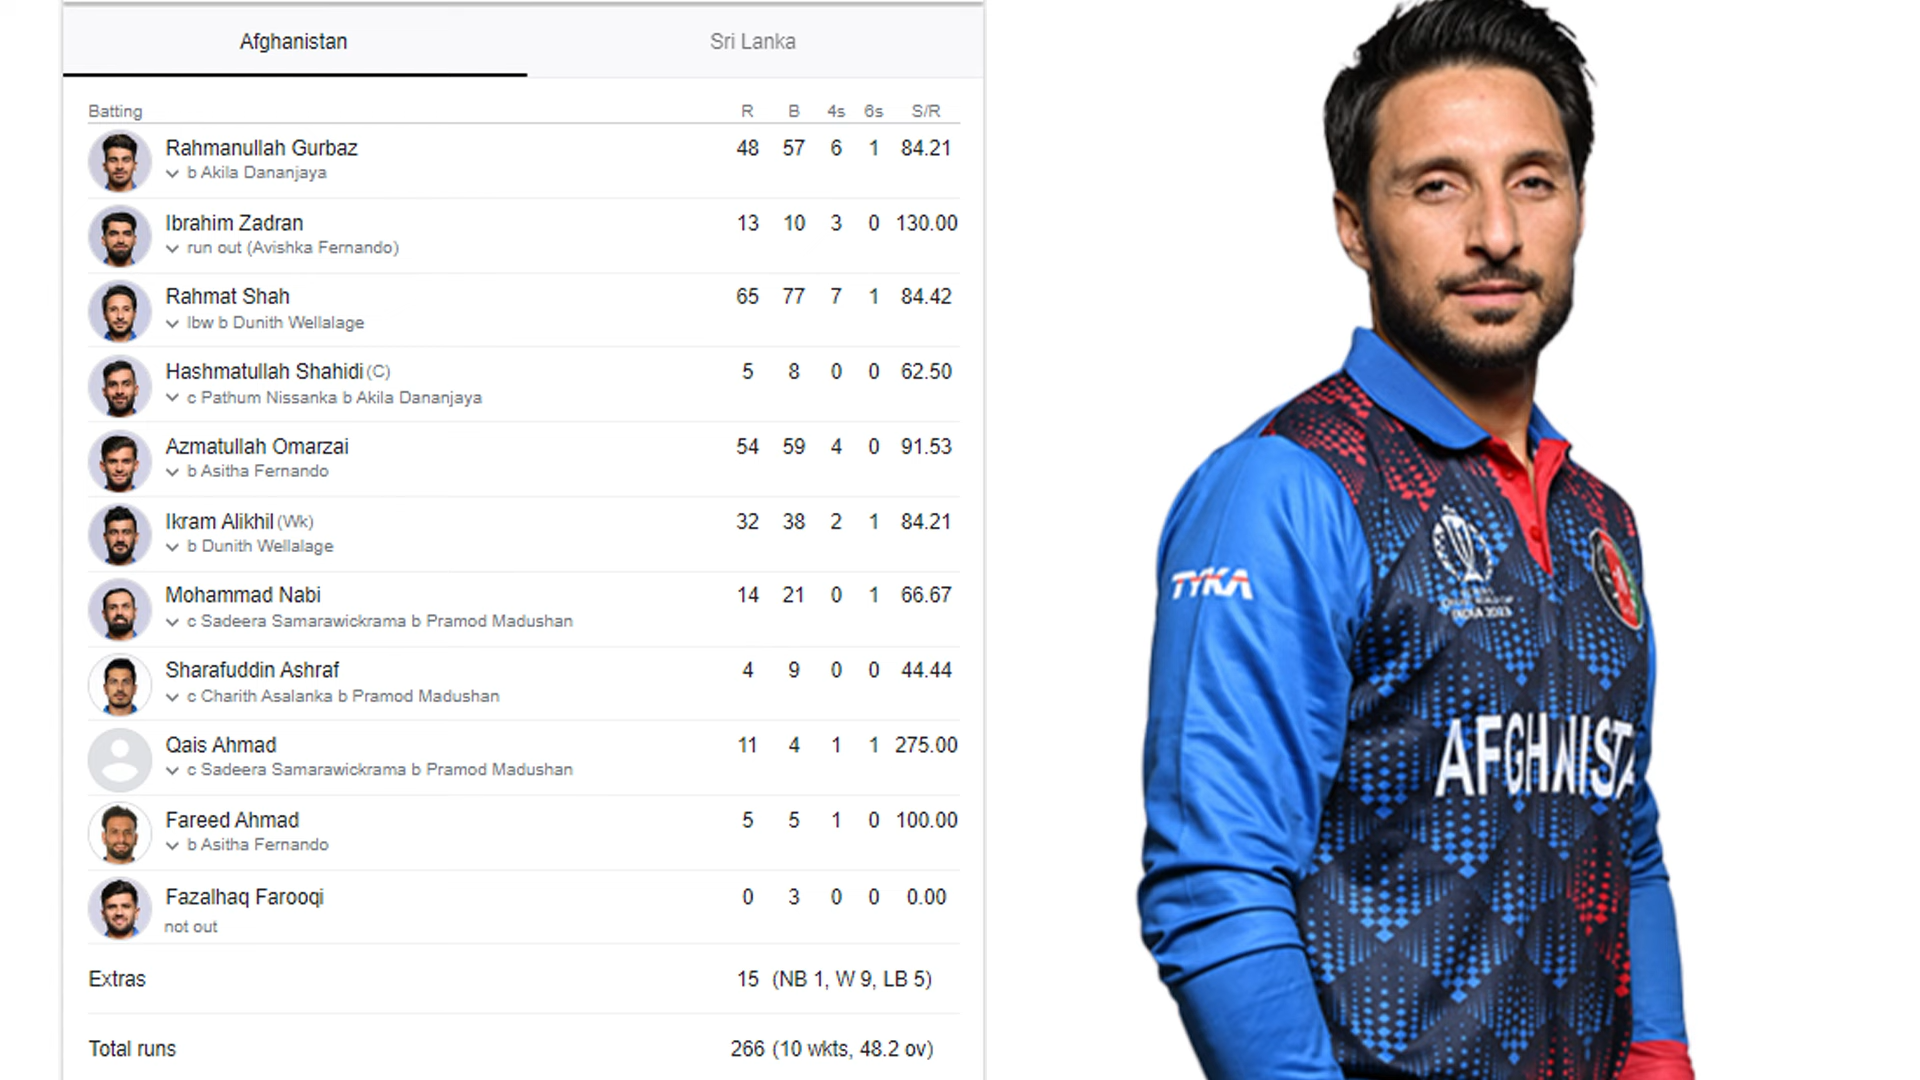 Afghanistan Sri Lanka
Batting R B 4s 6s S/R
Rahmanullah Gurbaz 48 57 6 1 84.21
b Akila Dananjaya
Ibrahim Zadran 13 10 3 0 130.00
run out (Avishka Fernando)
Rahmat Shah 65 77 7 1 84.42
lbw b Dunith Wellalage
Hashmatullah Shahidi (C) 5 8 0 0 62.50
c Pathum Nissanka b Akila Dananjaya
Azmatullah Omarzai 54 59 4 0 91.53
b Asitha Fernando
Ikram Alikhil (Wk) 32 38 2 1 84.21
b Dunith Wellalage
Mohammad Nabi 14 21 0 1 66.67
c Sadeera Samarawickrama b Pramod Madushan
Sharafuddin Ashraf 4 9 0 0 44.44
c Charith Asalanka b Pramod Madushan
Qais Ahmad 11 4 1 1 275.00
c Sadeera Samarawickrama b Pramod Madushan
Fareed Ahmad 5 5 1 0 100.00
b Asitha Fernando
Fazalhaq Farooqi 0 3 0 0 0.00
not out
Extras 15 (NB 1, W 9, LB 5)
Total runs 266 (10 wkts, 48.2 ov)
TYKA
INDIA 2023
AFGHANISTA